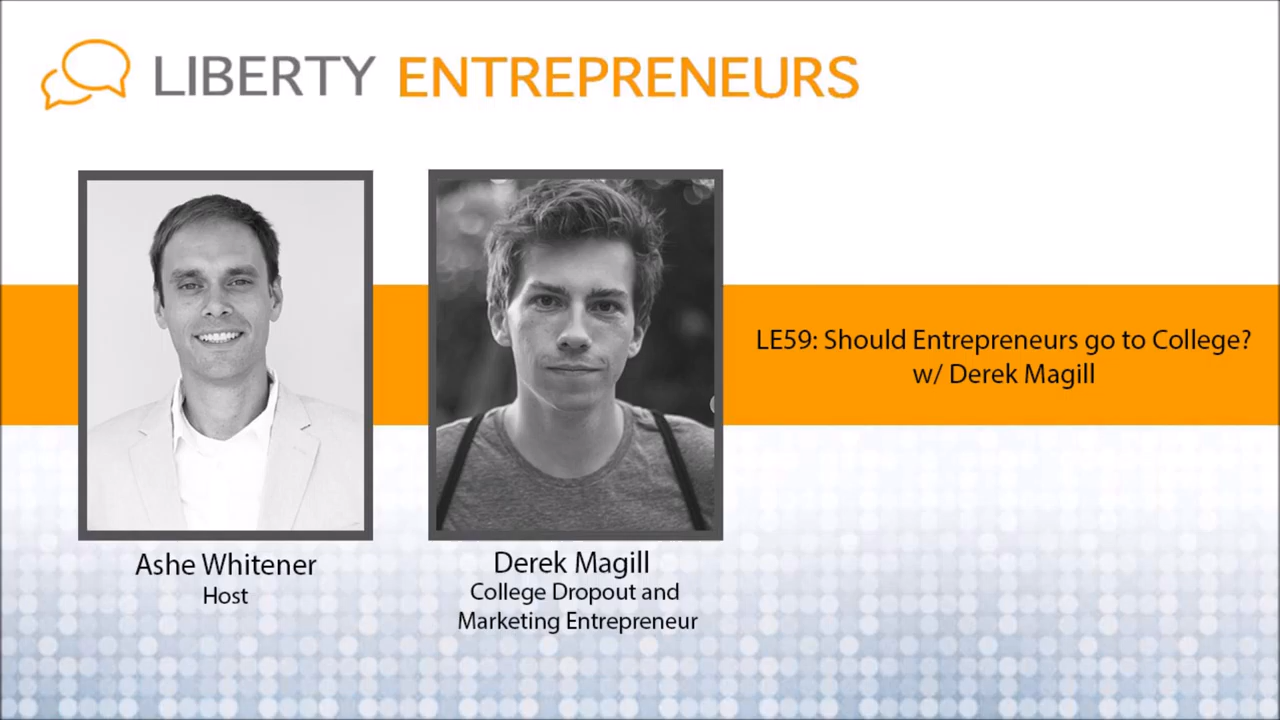 LIBERTY ENTREPRENEURS
LE59: Should Entrepreneurs go to College?
w/ Derek Magill
Ashe Whitener
Host
Derek Magill
College Dropout and
Marketing Entrepreneur